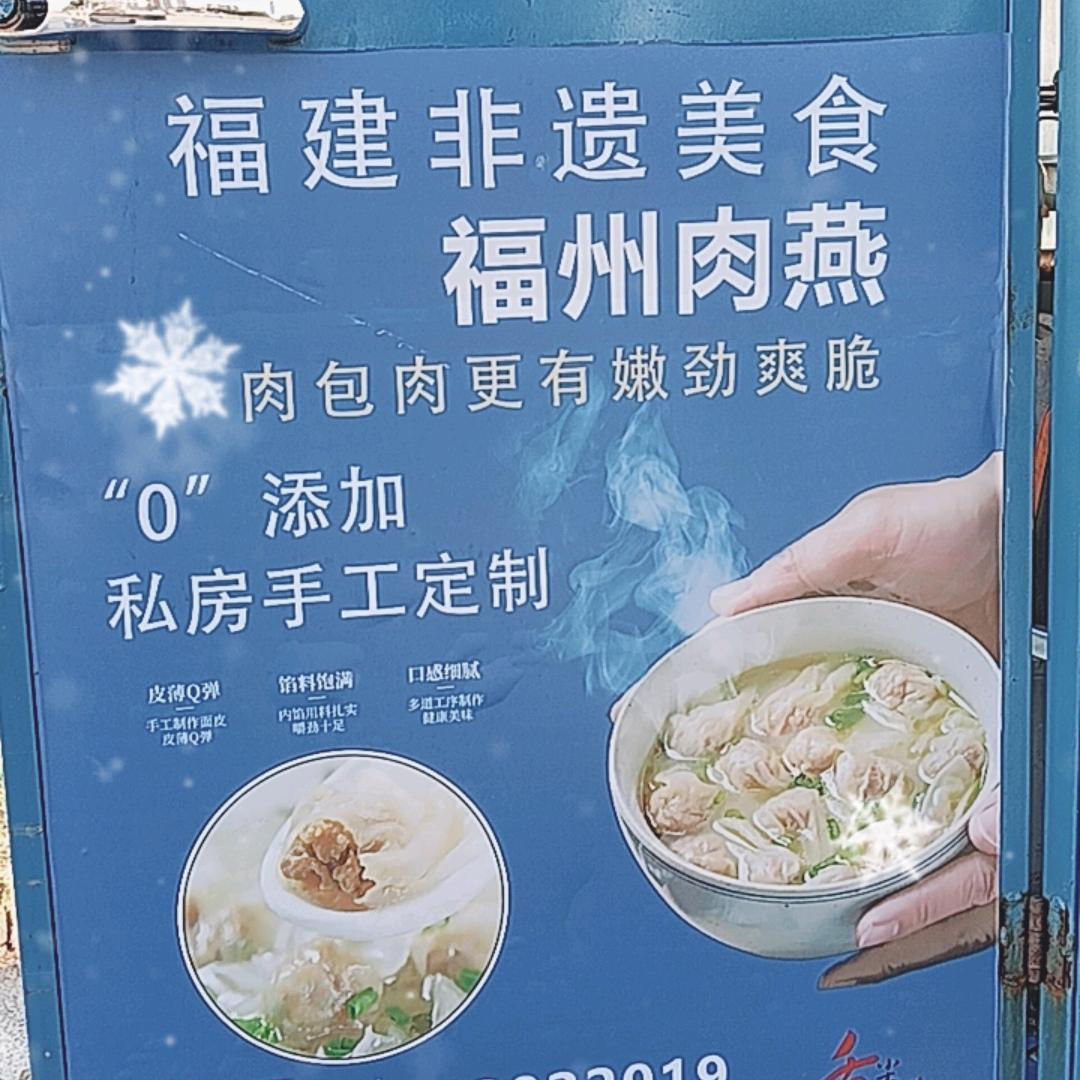 福建非遗美食
福州肉燕
肉包肉更有嫩劲爽脆
“0” 添加
私房手工定制
皮薄Q弹
手工制作面皮
皮薄Q弹
馅料饱满
内馅用料扎实
嚼劲十足
口感细腻
多道工序制作
健康美味
2019